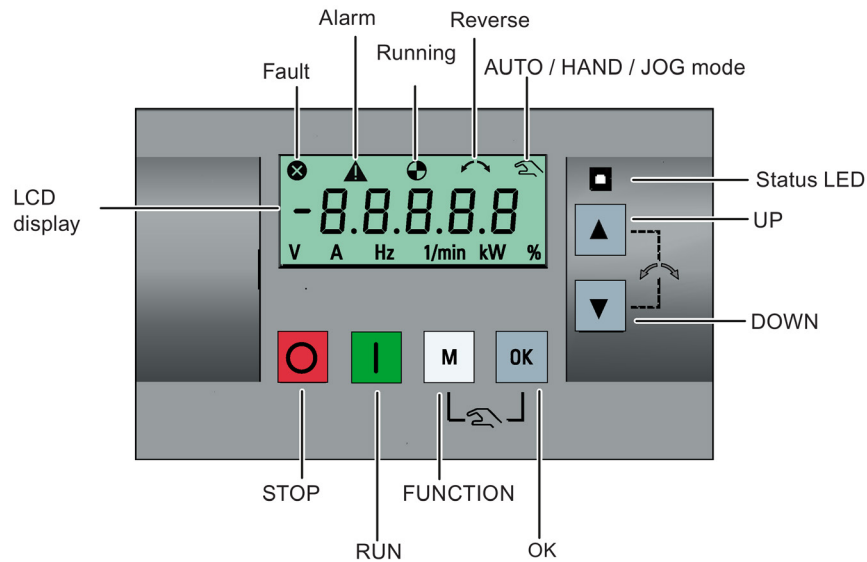 Alarm
Reverse
Running
Fault
AUTO / HAND / JOG mode
LCD
display
-8.8.8.8.8
V A Hz 1/min kW %
Status LED
UP
DOWN
M
OK
STOP
FUNCTION
RUN
OK